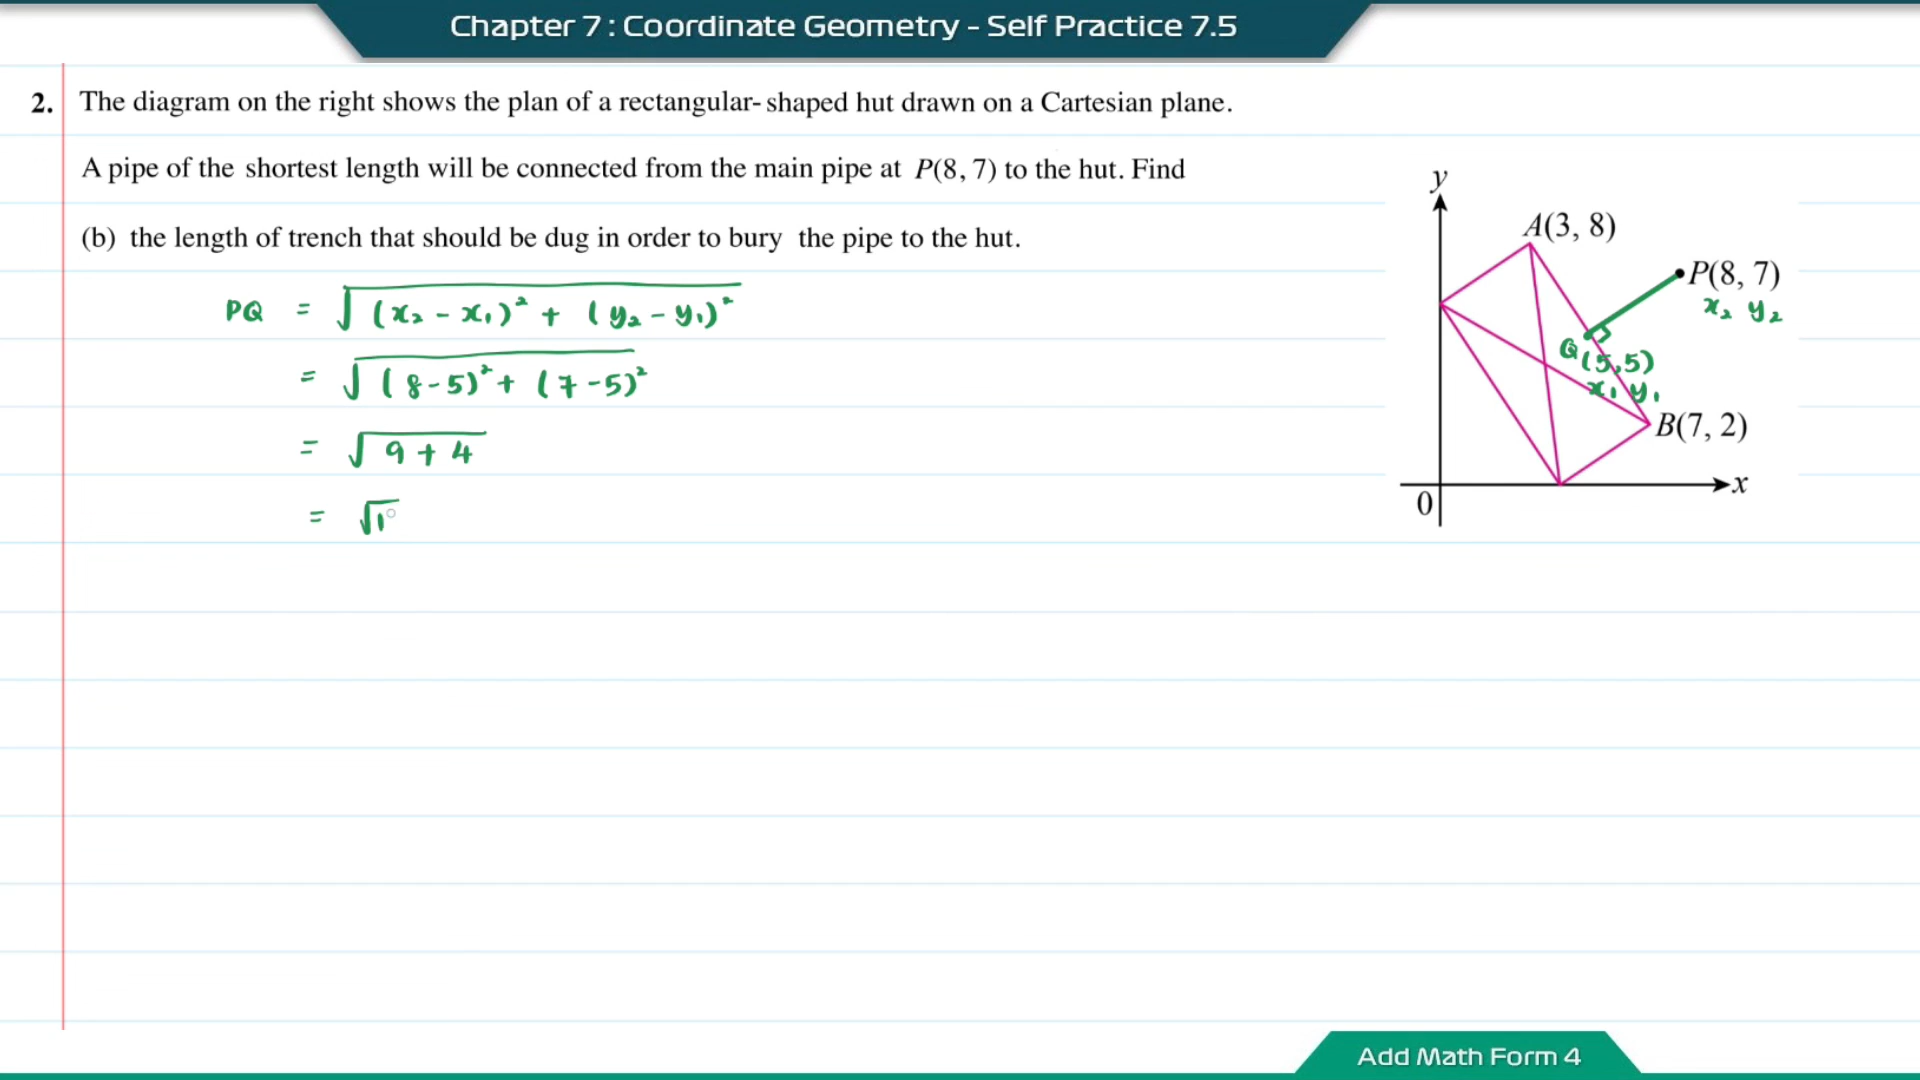 Chapter 7 : Coordinate Geometry - Self Practice 7.5
2. The diagram on the right shows the plan of a rectangular-shaped hut drawn on a Cartesian plane.
A pipe of the shortest length will be connected from the main pipe at P(8, 7) to the hut. Find
(b) the length of trench that should be dug in order to bury the pipe to the hut.
PQ = √(x₂ - x₁)² + (y₂ - y₁)²
= √(8-5)² + (7-5)²
= √9 + 4
= √1
y
A(3, 8)
P(8, 7)
x₂ y₂
Q(5,5)
x₁ y₁
B(7, 2)
x
0
Add Math Form 4